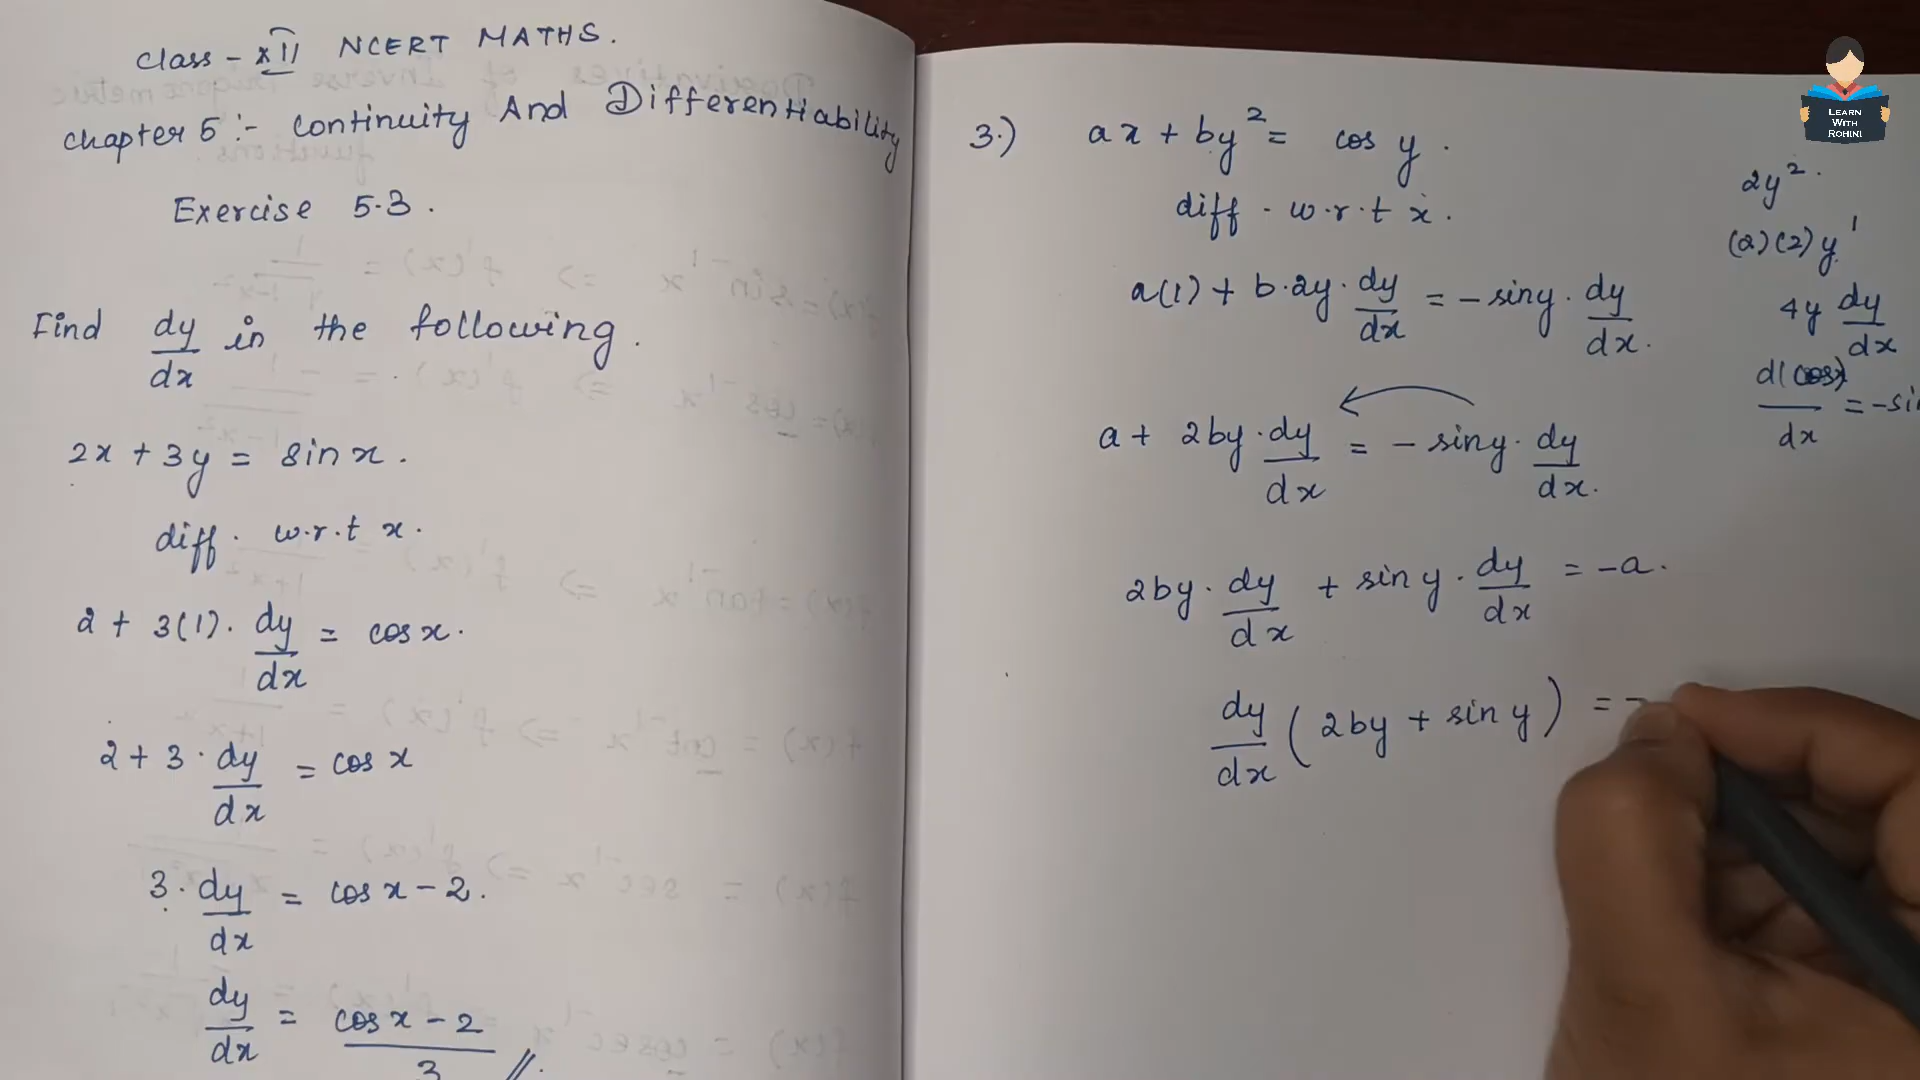 Class - XII NCERT MATHS.
Chapter 5 :- Continuity And Differentiability
Exercise 5.3.
Find dy/dx in the following.
2x + 3y = sin x.
diff. w.r.t x.
2 + 3(1). dy/dx = cos x.
2 + 3. dy/dx = cos x
3. dy/dx = cos x - 2.
dy/dx = cos x - 2 / 3 //.
3.) ax + by² = cos y.
diff. w.r.t x.
a(1) + b.2y. dy/dx = - sin y. dy/dx.
a + 2by. dy/dx = - sin y. dy/dx.
2by. dy/dx + sin y. dy/dx = -a.
dy/dx (2by + sin y) = -
2y².
(2)(2)y¹
4y dy/dx
d(cos x)/dx = -sin
LEARN
WITH
ROHINI